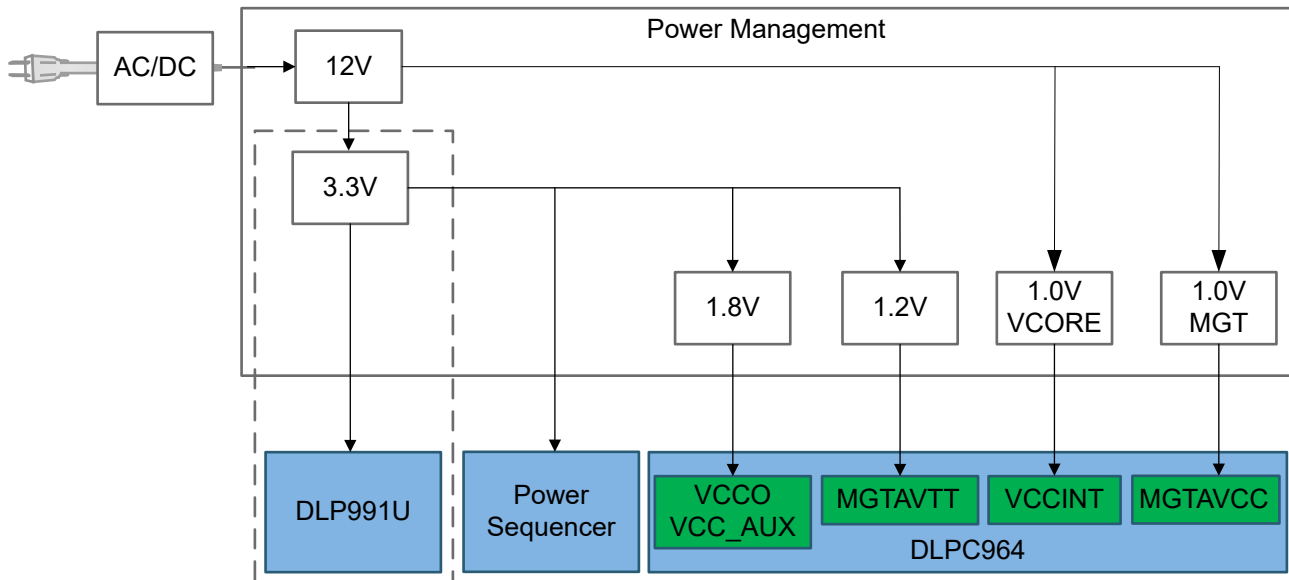 Power Management
AC/DC
12V
3.3V
1.8V
1.2V
1.0V
VCORE
1.0V
MGT
DLP991U
Power
Sequencer
VCCO
VCC_AUX
MGTAVTT
VCCINT
MGTAVCC
DLPC964